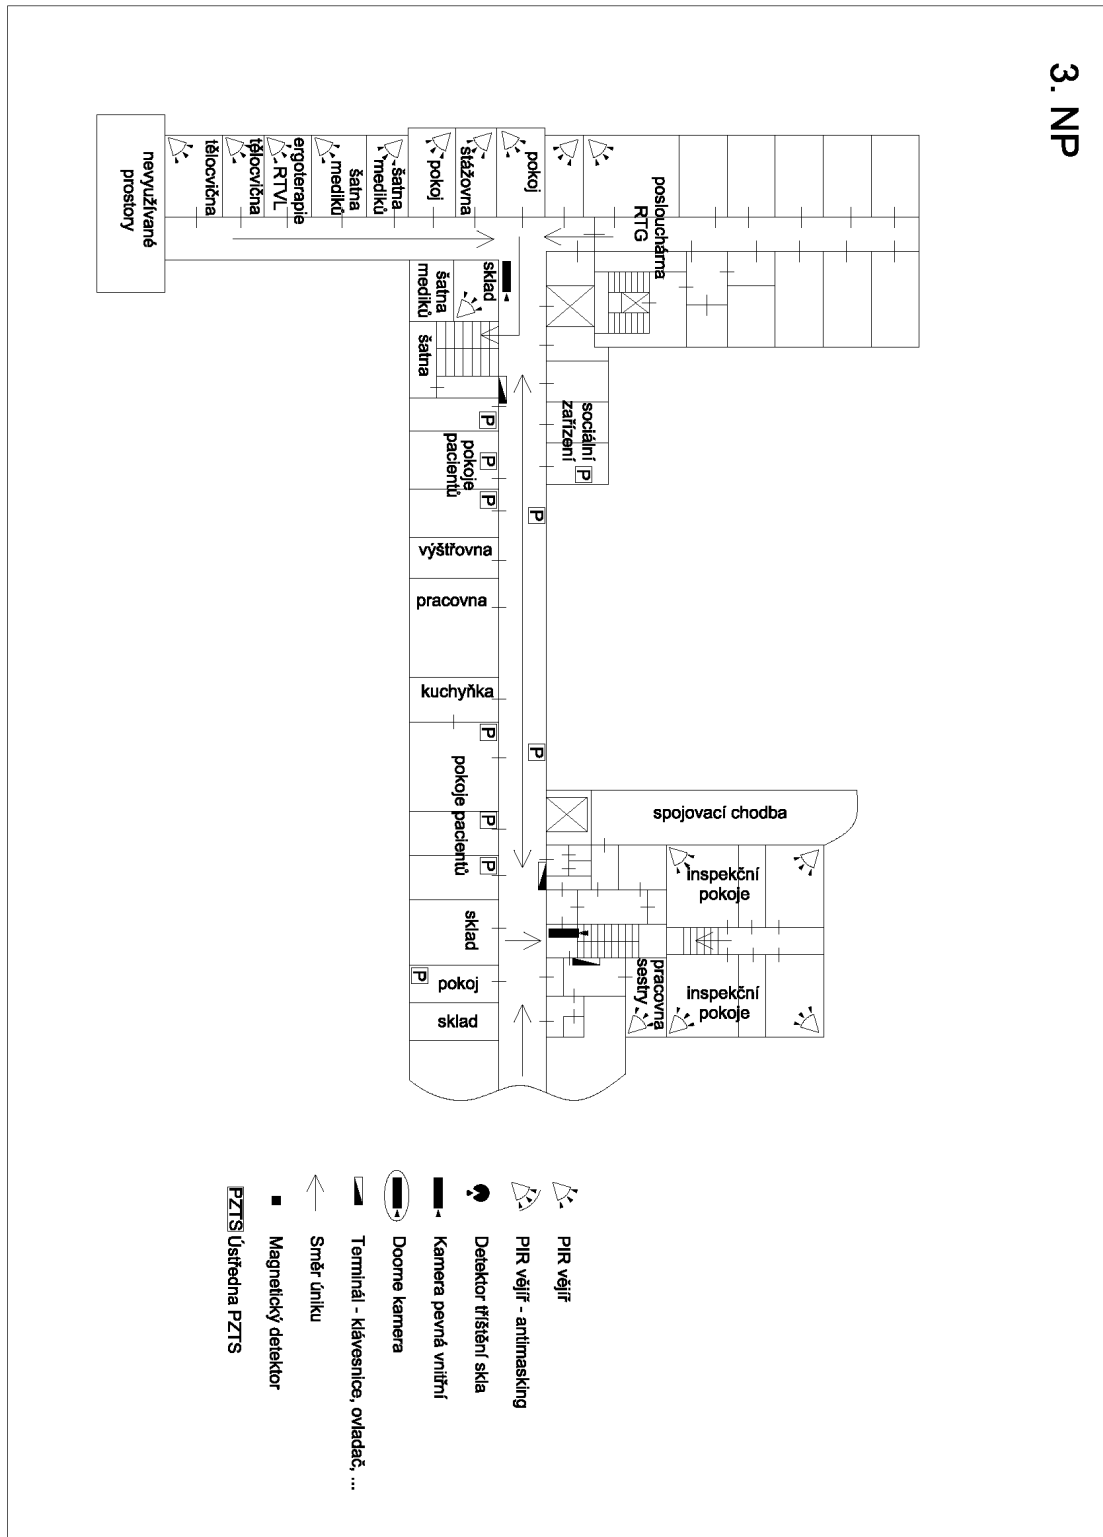 3. NP
nevyužívané
prostory
tělocvična
tělocvična
ergoterapie
RTVL
šatna
mediků
šatna
mediků
pokoj
stážovna
pokoj
poslouchárna
RTG
sklad
šatna
mediků
šatna
sociální
zařízení
P
P
pokoje
pacientů
P
P
P
výštřovna
pracovna
kuchyňka
P
P
pokoje pacientů
P
P
spojovací chodba
inspekční
pokoje
sklad
pracovna
sestry
inspekční
pokoje
P
pokoj
sklad
PIR vějíř
PIR vějíř - antimasking
Detektor tříštění skla
Kamera pevná vnitřní
Doome kamera
Terminál - klávesnice, ovladač, ...
Směr úniku
Magnetický detektor
PZTS Ústředna PZTS